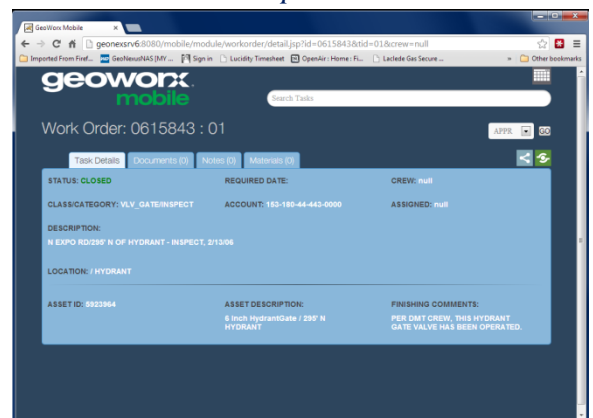 GeoWorx Mobile
geonexsrv6:8080/mobile/module/workorder/detail.jsp?id=0615843&tid=01&crew=null
Imported From Firef... GeoNexusNAS (MY ... Sign in Lucidity Timesheet OpenAir : Home : Fi... Laclede Gas Secure ... » Other bookmarks
geoworx
mobile
Search Tasks
Work Order: 0615843 : 01
APPR GO
Task Details Documents (0) Notes (0) Materials (0)
STATUS: CLOSED REQUIRED DATE: CREW: null
CLASS/CATEGORY: VLV_GATE/INSPECT ACCOUNT: 153-180-44-443-0000 ASSIGNED: null
DESCRIPTION:
N EXPO RD/295' N OF HYDRANT - INSPECT, 2/13/06
LOCATION: / HYDRANT
ASSET ID: 5923964 ASSET DESCRIPTION: FINISHING COMMENTS:
6 Inch HydrantGate / 295' N PER DMT CREW, THIS HYDRANT
HYDRANT GATE VALVE HAS BEEN OPERATED.